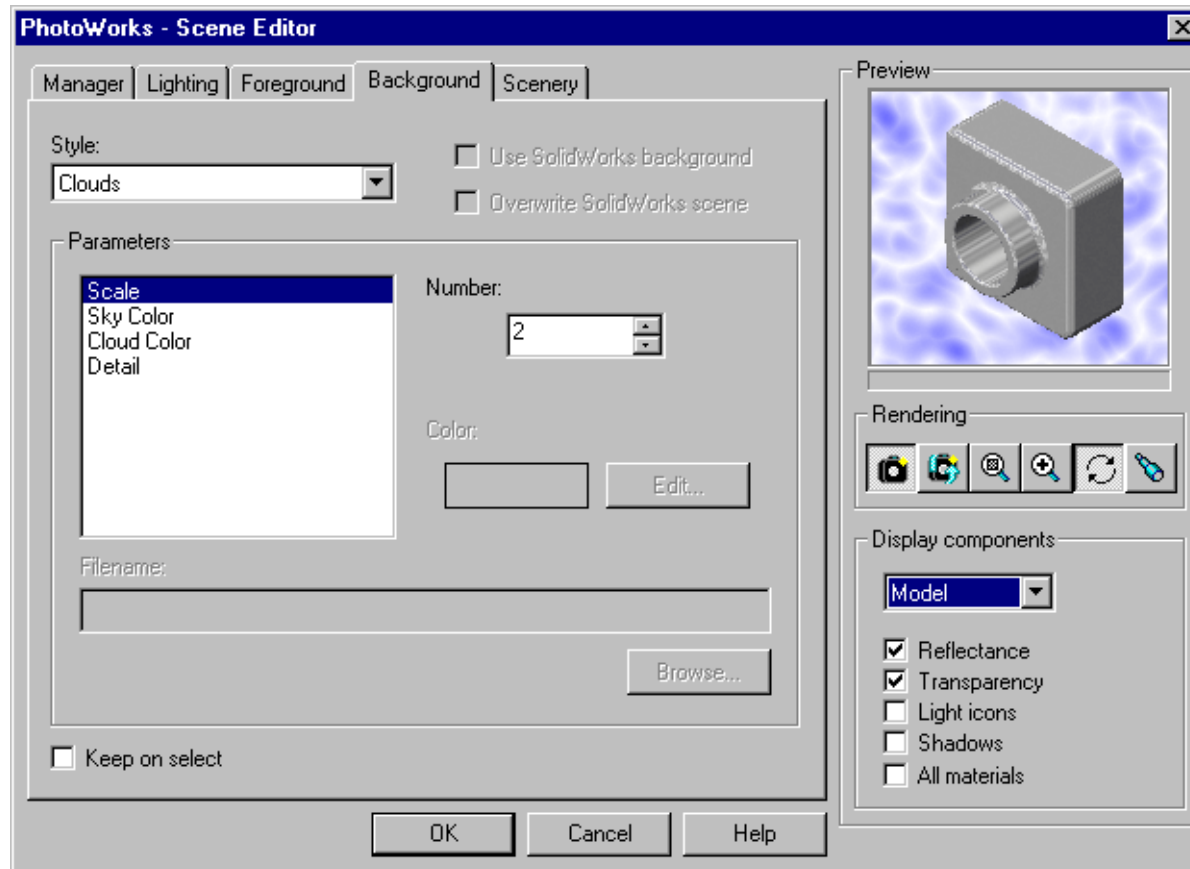 PhotoWorks - Scene Editor
Manager
Lighting
Foreground
Background
Scenery
Style:
Clouds
Use SolidWorks background
Overwrite SolidWorks scene
Parameters
Scale
Sky Color
Cloud Color
Detail
Number:
2
Color:
Edit...
Filename:
Browse...
Keep on select
OK
Cancel
Help
Preview
Rendering
Display components
Model
Reflectance
Transparency
Light icons
Shadows
All materials